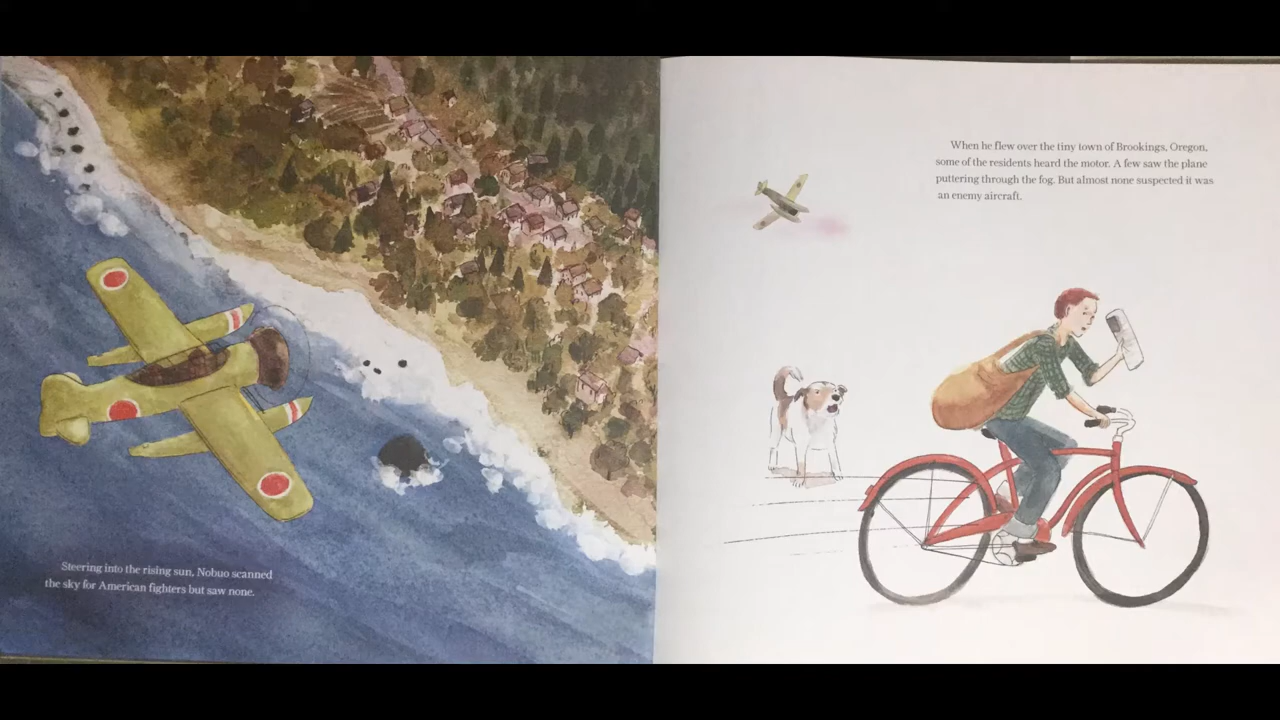 Steering into the rising sun, Nobuo scanned
the sky for American fighters but saw none.
When he flew over the tiny town of Brookings, Oregon,
some of the residents heard the motor. A few saw the plane
puttering through the fog. But almost none suspected it was
an enemy aircraft.